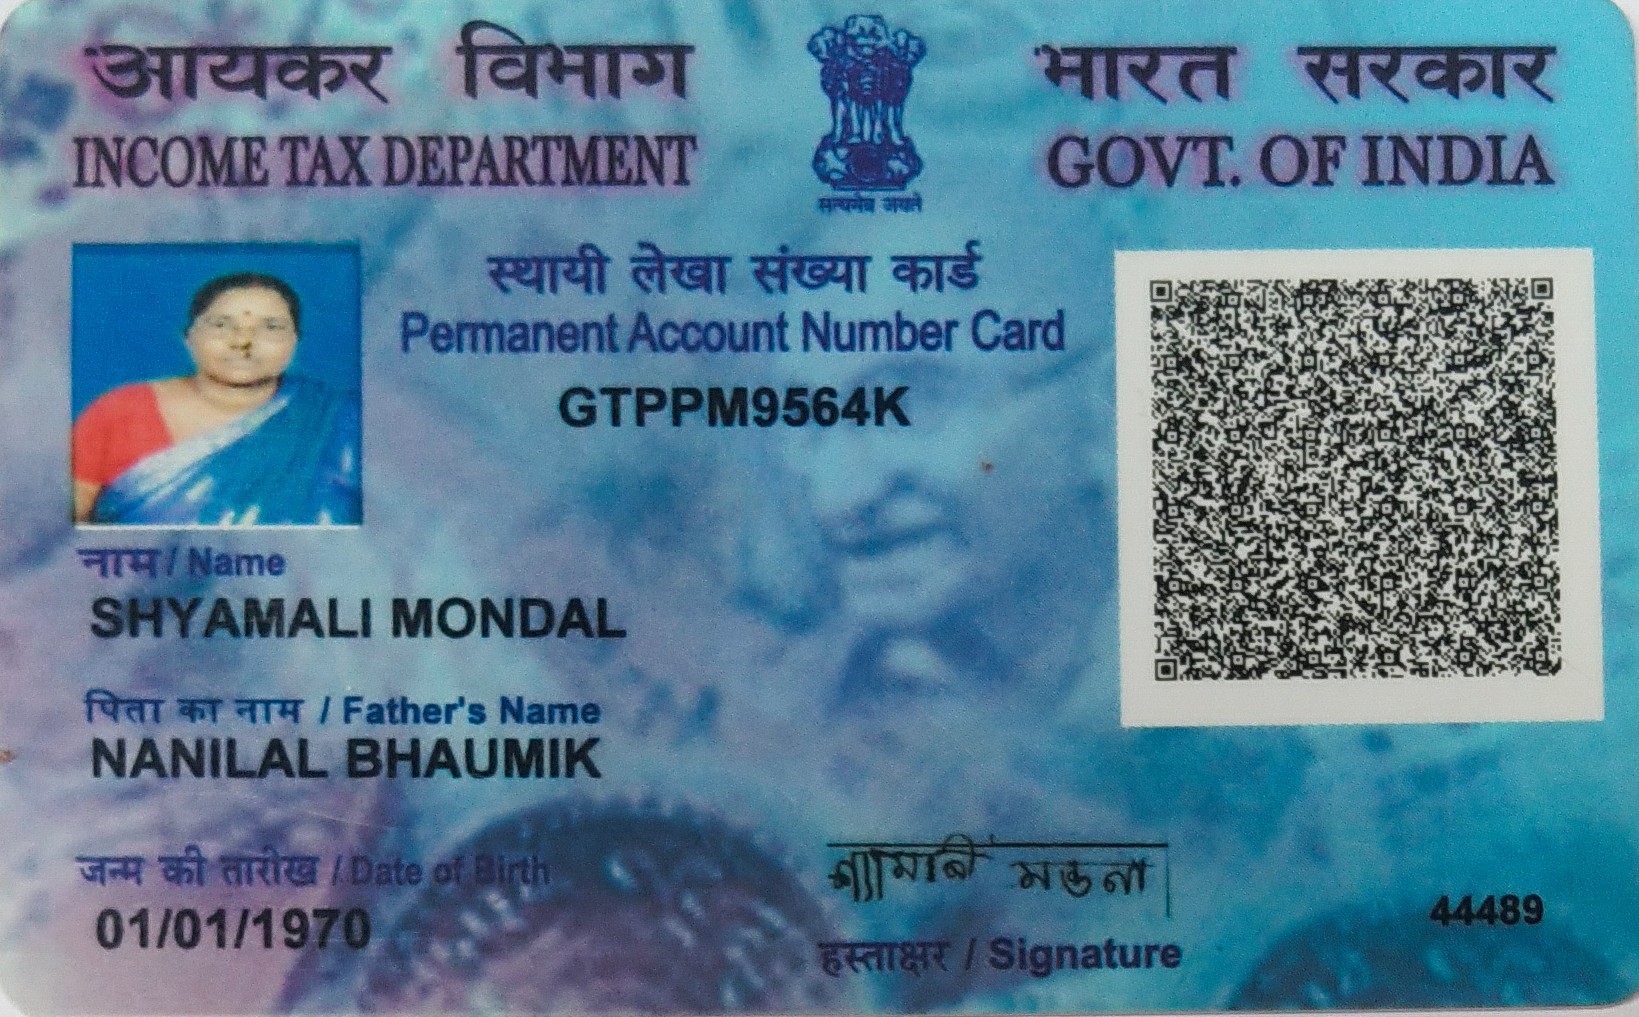 आयकर विभाग
INCOME TAX DEPARTMENT
भारत सरकार
GOVT. OF INDIA
सत्यमेव जयते
स्थायी लेखा संख्या कार्ड
Permanent Account Number Card
GTPPM9564K
नाम / Name
SHYAMALI MONDAL
पिता का नाम / Father's Name
NANILAL BHAUMIK
जन्म की तारीख / Date of Birth
01/01/1970
শ্যামলী মন্ডল
हस्ताक्षर / Signature
44489